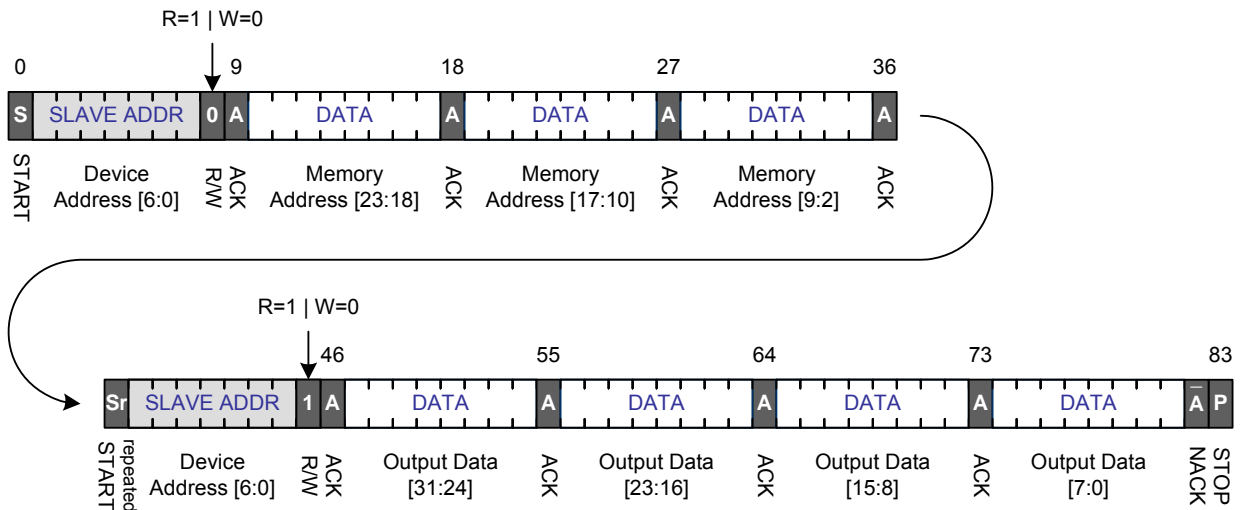 R=1 | W=0
0 9 18 27 36
S SLAVE ADDR 0 A DATA A DATA A DATA A
START Device Address [6:0] R/W ACK Memory Address [23:18] ACK Memory Address [17:10] ACK Memory Address [9:2] ACK
R=1 | W=0
46 55 64 73 83
Sr SLAVE ADDR 1 A DATA A DATA A DATA A DATA A̅ P
repeated START Device Address [6:0] R/W ACK Output Data [31:24] ACK Output Data [23:16] ACK Output Data [15:8] ACK Output Data [7:0] NACK STOP